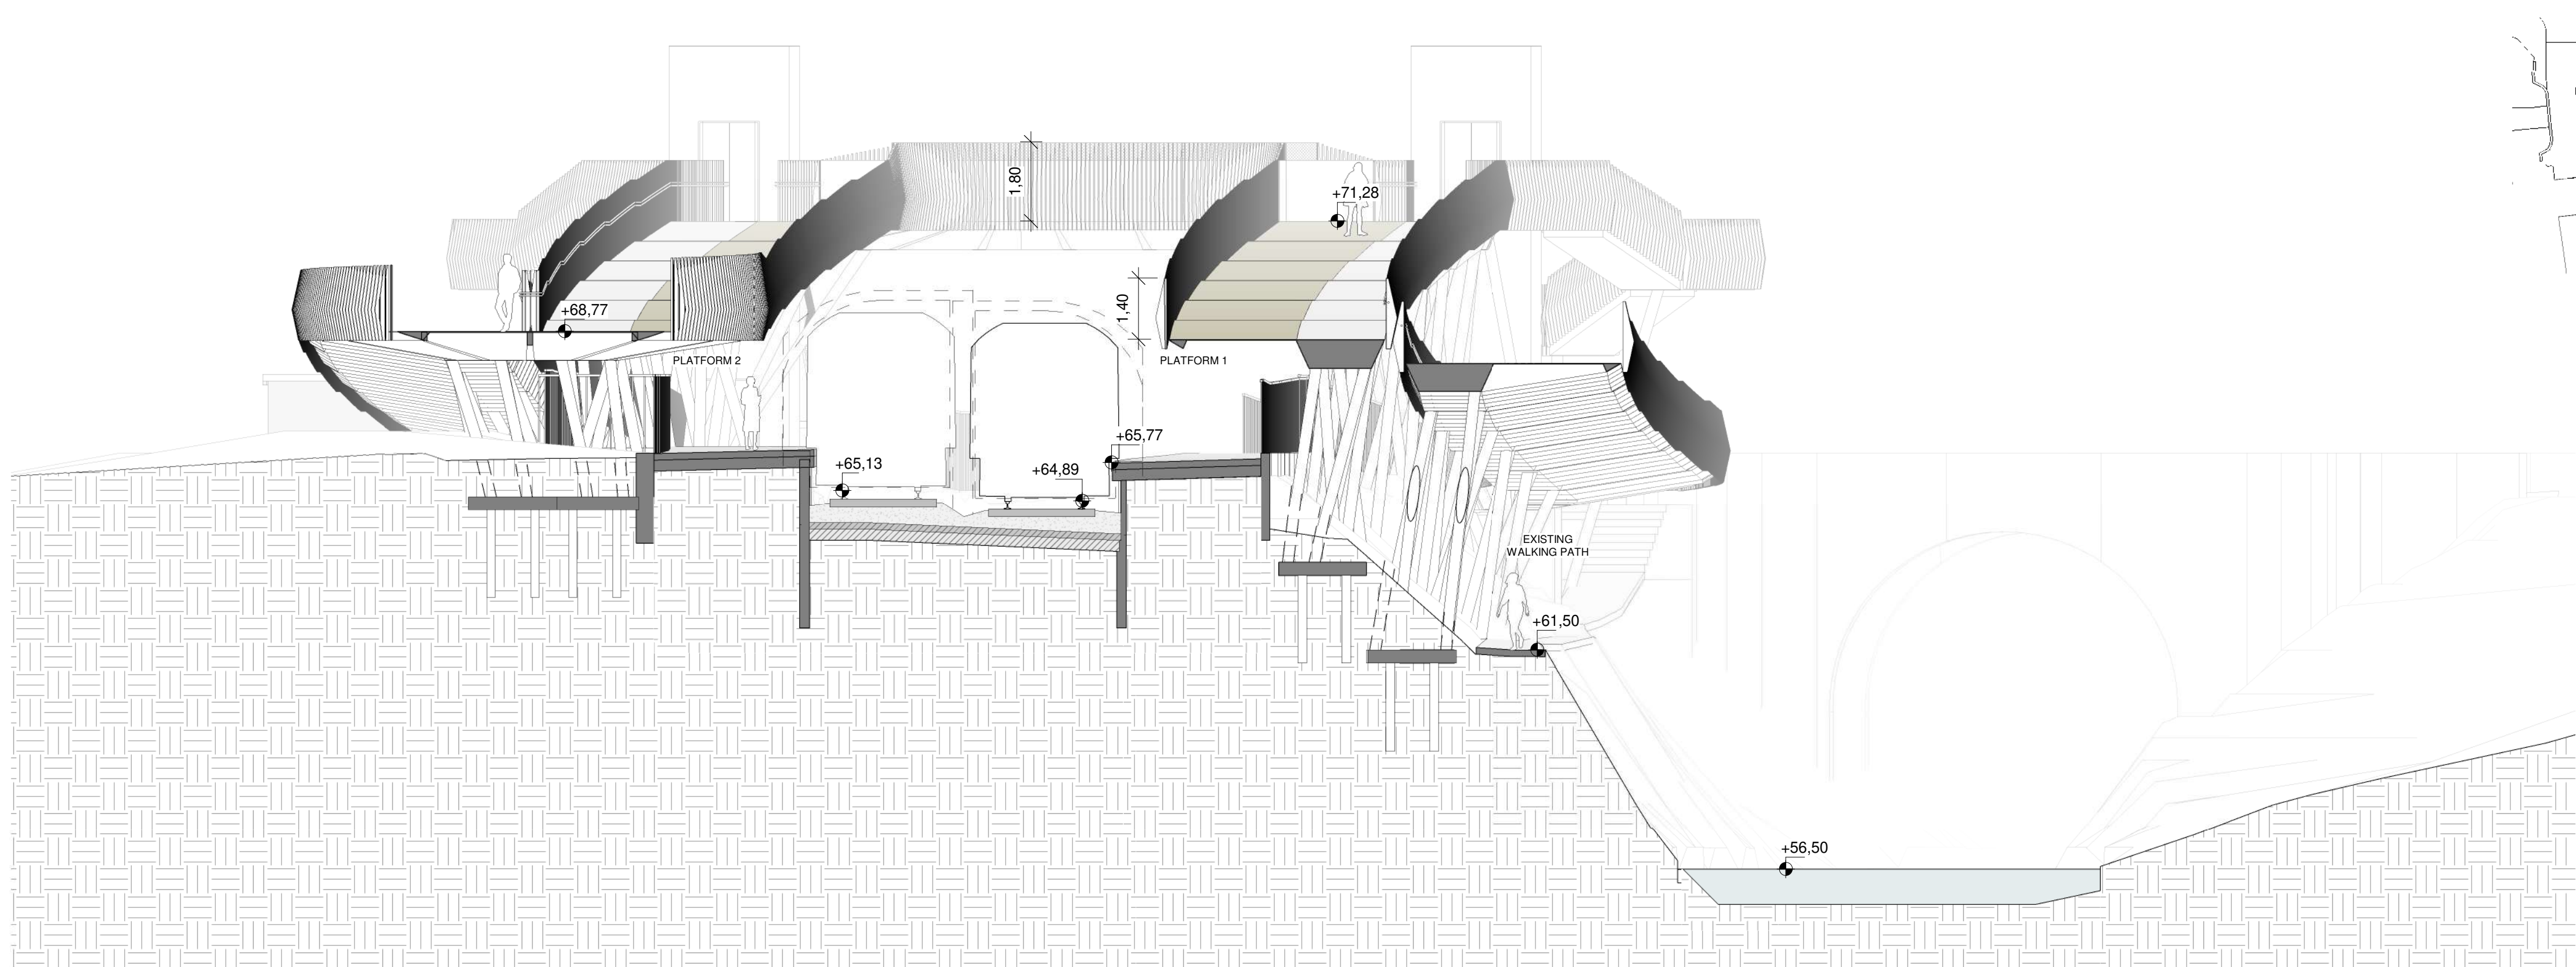 1,80
+71,28
1,40
+68,77
PLATFORM 2
PLATFORM 1
+65,77
+65,13
+64,89
EXISTING
WALKING PATH
+61,50
+56,50